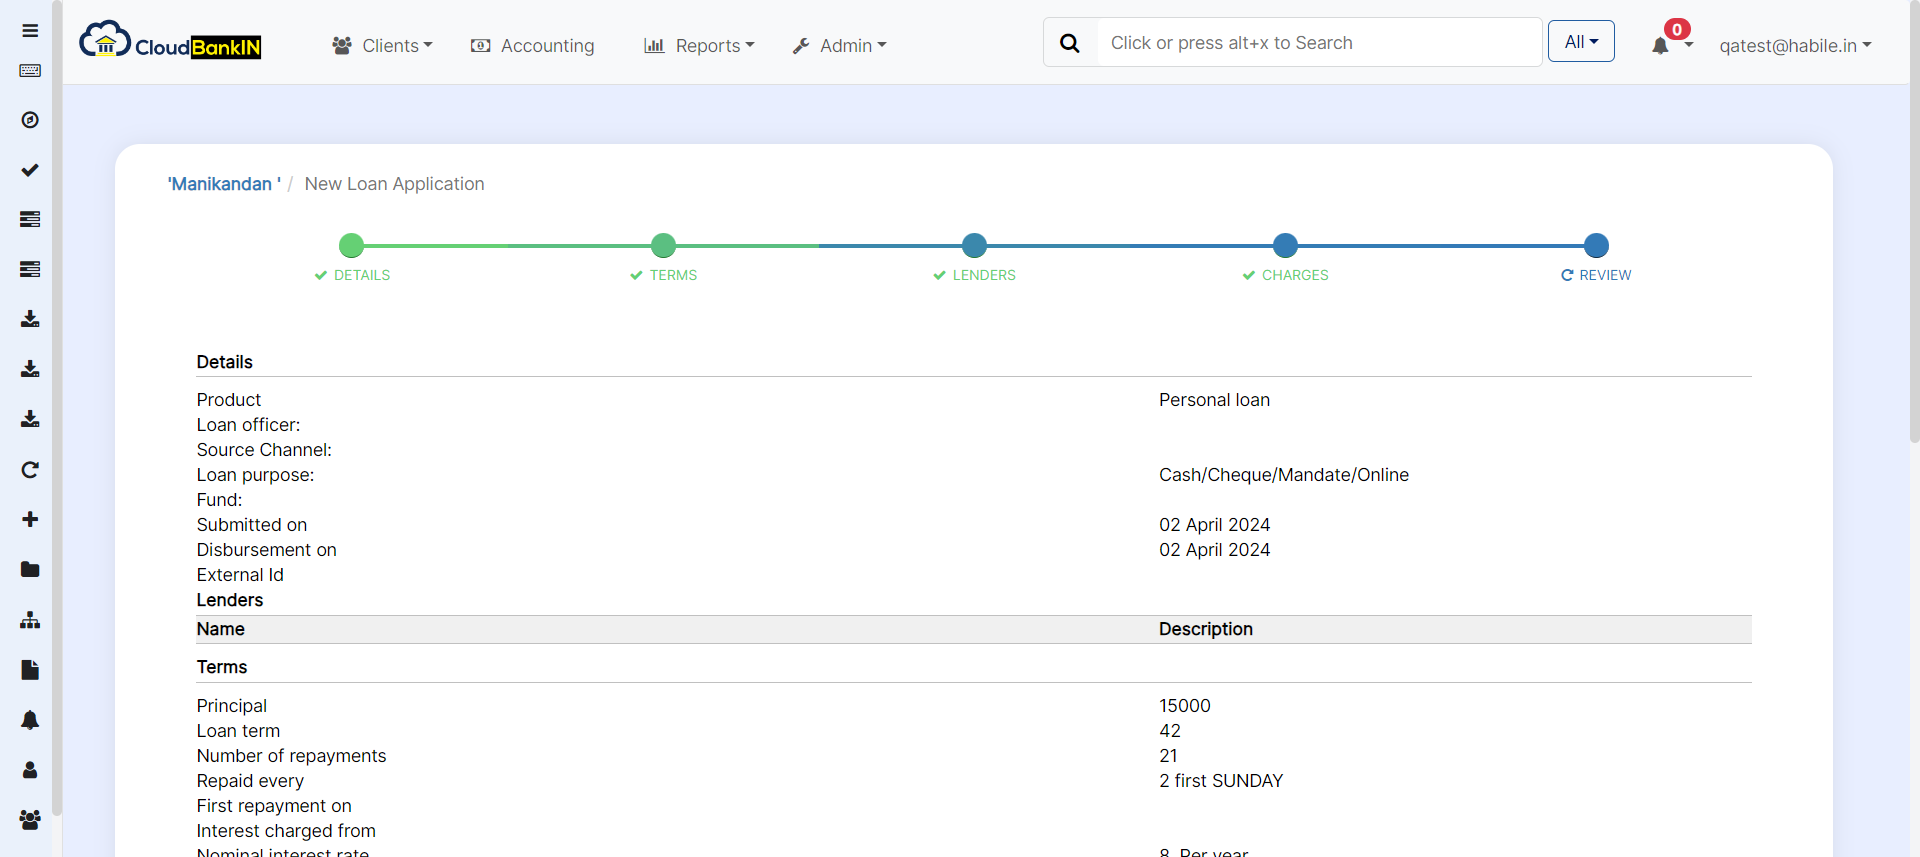 CloudBankIN
Clients
Accounting
Reports
Admin
Click or press alt+x to Search
All
0
qatest@habile.in
'Manikandan ' / New Loan Application
DETAILS
TERMS
LENDERS
CHARGES
REVIEW
Details
Product Personal loan
Loan officer:
Source Channel:
Loan purpose: Cash/Cheque/Mandate/Online
Fund:
Submitted on 02 April 2024
Disbursement on 02 April 2024
External Id
Lenders
Name Description
Terms
Principal 15000
Loan term 42
Number of repayments 21
Repaid every 2 first SUNDAY
First repayment on
Interest charged from
Nominal interest rate 8 Per year